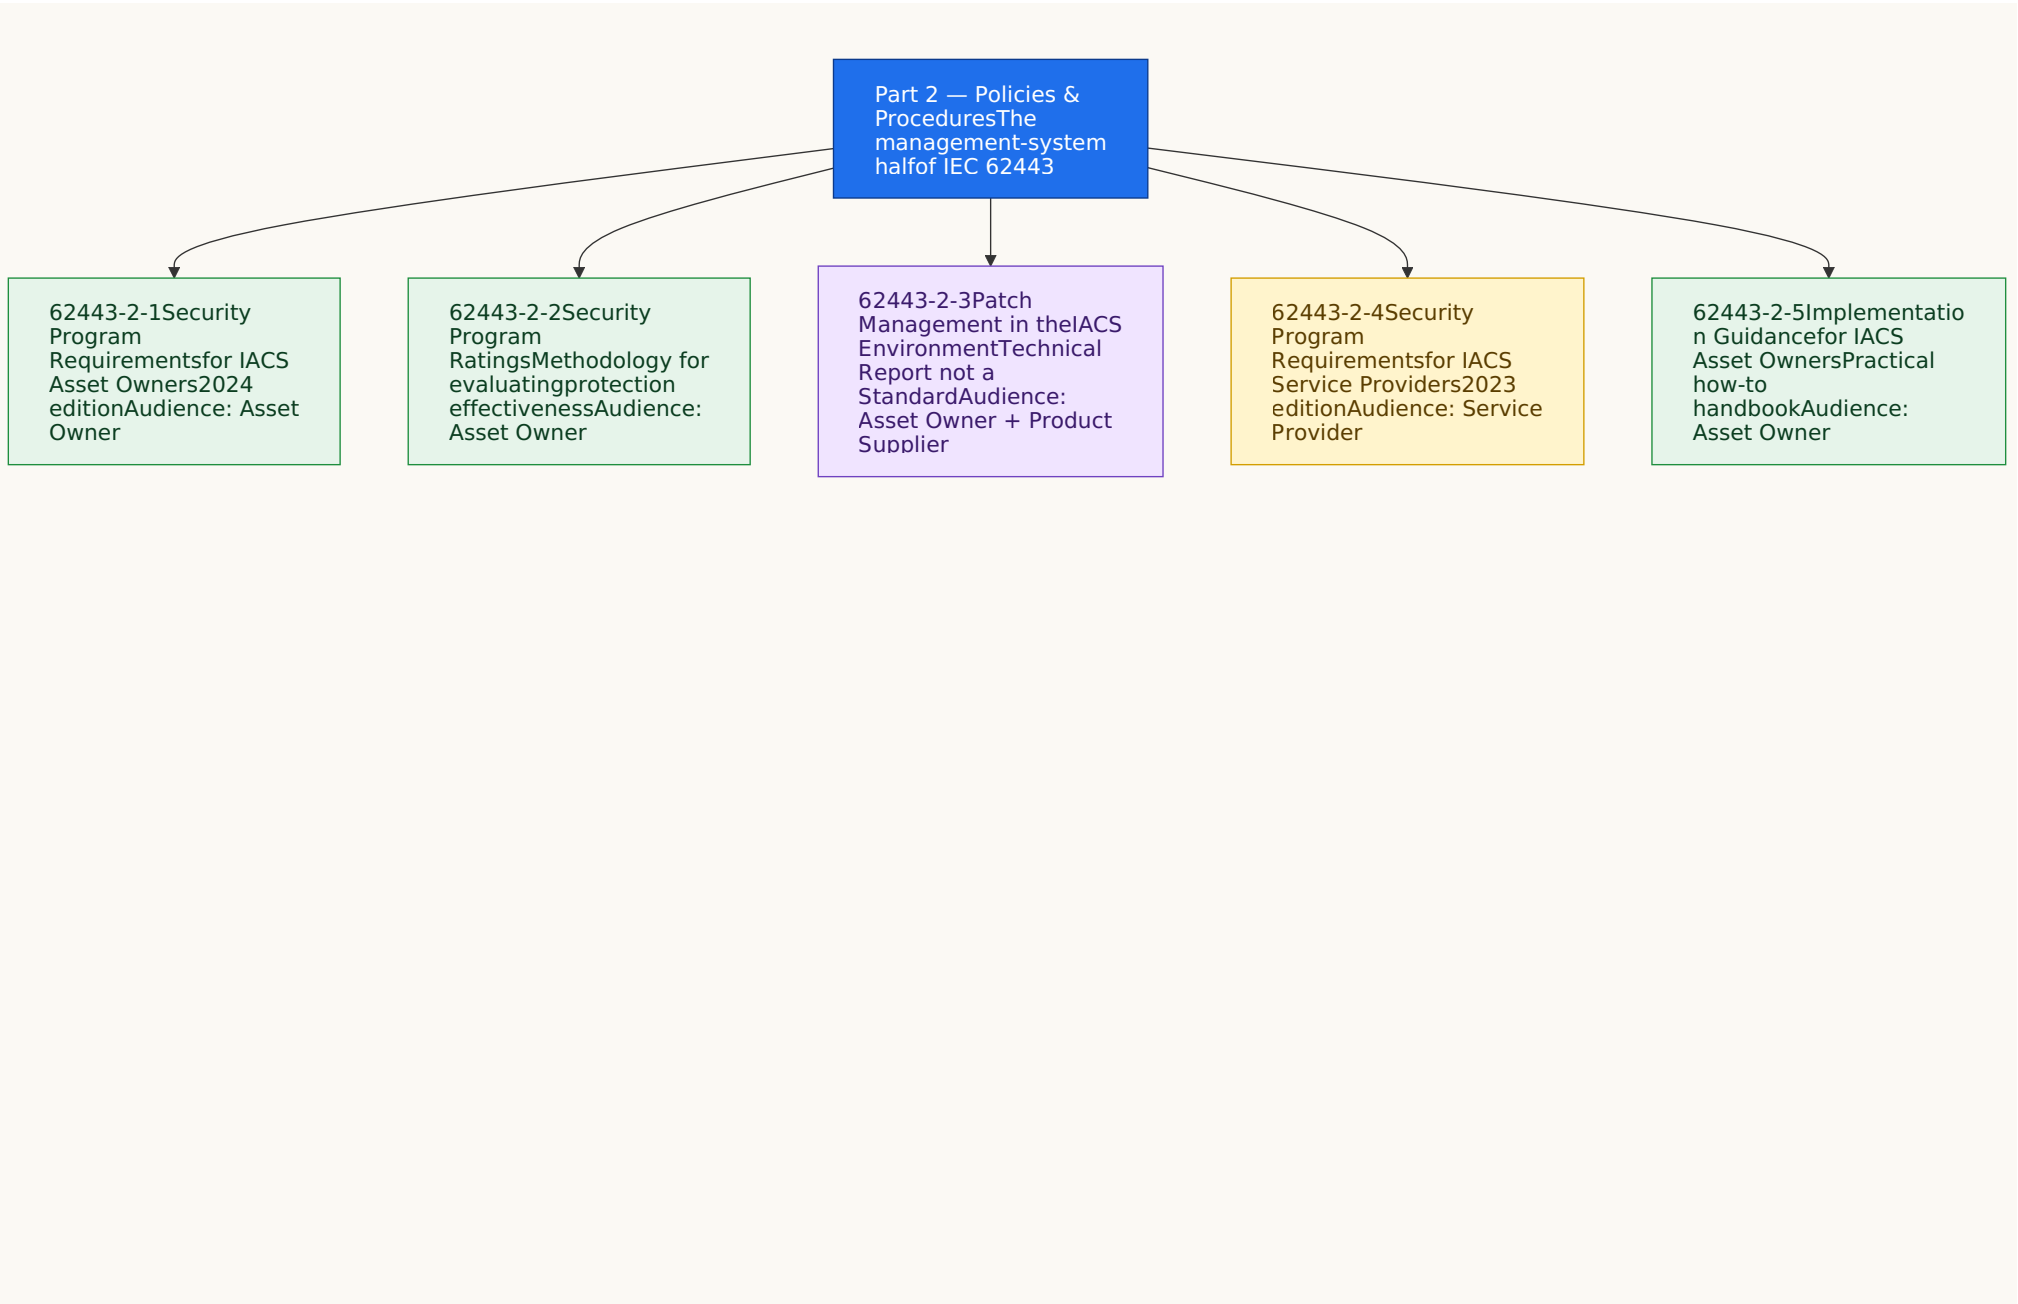 Part 2 — Policies &
ProceduresThe
management-system
halfof IEC 62443
62443-2-1Security
Program
Requirementsfor IACS
Asset Owners2024
editionAudience: Asset
Owner
62443-2-2Security
Program
RatingsMethodology for
evaluatingprotection
effectivenessAudience:
Asset Owner
62443-2-3Patch
Management in theIACS
EnvironmentTechnical
Report not a
StandardAudience:
Asset Owner + Product
Supplier
62443-2-4Security
Program
Requirementsfor IACS
Service Providers2023
editionAudience: Service
Provider
62443-2-5Implementatio
n Guidancefor IACS
Asset OwnersPractical
how-to
handbookAudience:
Asset Owner